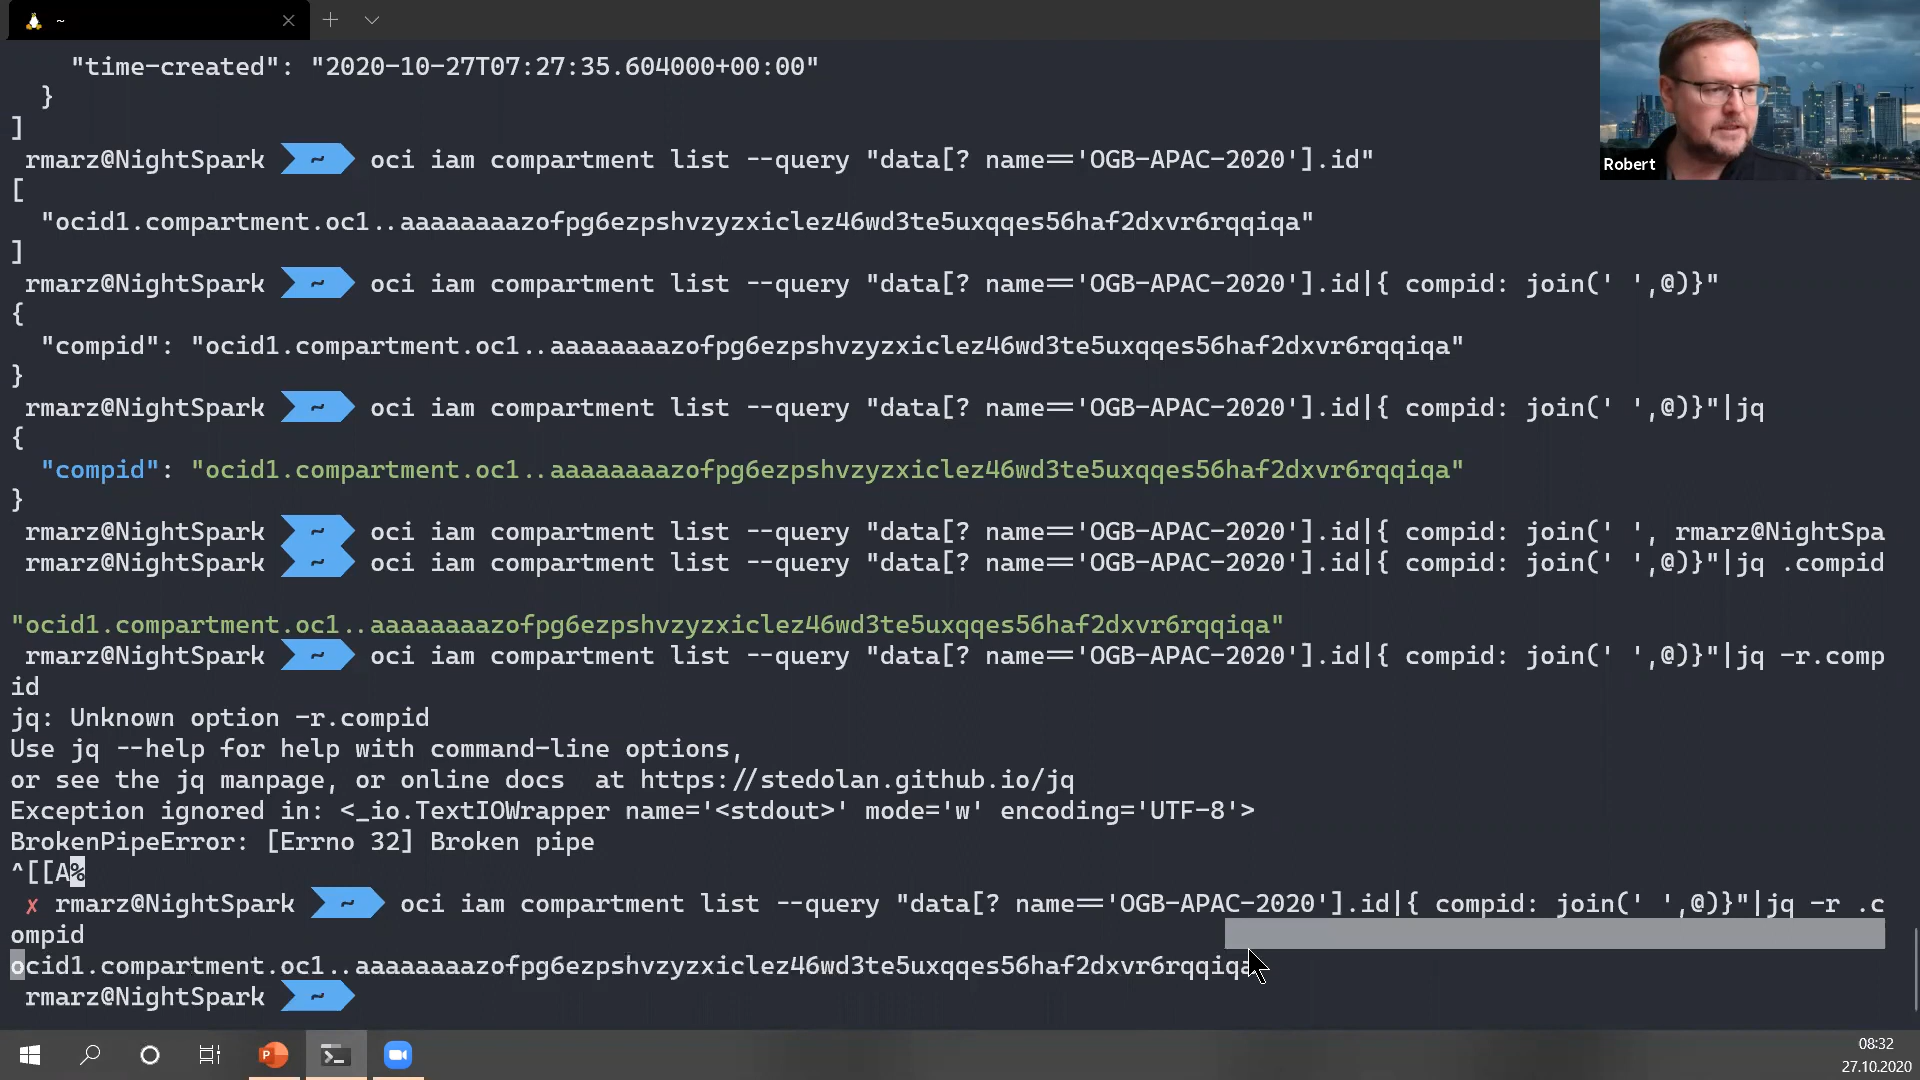 ~
"time-created": "2020-10-27T07:27:35.604000+00:00"
}
]
rmarz@NightSpark ~ oci iam compartment list --query "data[? name=='OGB-APAC-2020'].id"
[
"ocid1.compartment.oc1..aaaaaaaazofpg6ezpshvzyzxiclez46wd3te5uxqqes56haf2dxvr6rqqiqa"
]
rmarz@NightSpark ~ oci iam compartment list --query "data[? name=='OGB-APAC-2020'].id|{ compid: join(' ',@)}"
{
"compid": "ocid1.compartment.oc1..aaaaaaaazofpg6ezpshvzyzxiclez46wd3te5uxqqes56haf2dxvr6rqqiqa"
}
rmarz@NightSpark ~ oci iam compartment list --query "data[? name=='OGB-APAC-2020'].id|{ compid: join(' ',@)}"|jq
{
"compid": "ocid1.compartment.oc1..aaaaaaaazofpg6ezpshvzyzxiclez46wd3te5uxqqes56haf2dxvr6rqqiqa"
}
rmarz@NightSpark ~ oci iam compartment list --query "data[? name=='OGB-APAC-2020'].id|{ compid: join(' ', rmarz@NightSpa
rmarz@NightSpark ~ oci iam compartment list --query "data[? name=='OGB-APAC-2020'].id|{ compid: join(' ',@)}"|jq .compid
"ocid1.compartment.oc1..aaaaaaaazofpg6ezpshvzyzxiclez46wd3te5uxqqes56haf2dxvr6rqqiqa"
rmarz@NightSpark ~ oci iam compartment list --query "data[? name=='OGB-APAC-2020'].id|{ compid: join(' ',@)}"|jq -r.comp
id
jq: Unknown option -r.compid
Use jq --help for help with command-line options,
or see the jq manpage, or online docs  at https://stedolan.github.io/jq
Exception ignored in: <_io.TextIOWrapper name='<stdout>' mode='w' encoding='UTF-8'>
BrokenPipeError: [Errno 32] Broken pipe
^[[A%
✗ rmarz@NightSpark ~ oci iam compartment list --query "data[? name=='OGB-APAC-2020'].id|{ compid: join(' ',@)}"|jq -r .c
ompid
ocid1.compartment.oc1..aaaaaaaazofpg6ezpshvzyzxiclez46wd3te5uxqqes56haf2dxvr6rqqiqa
rmarz@NightSpark ~
Robert
08:32
27.10.2020